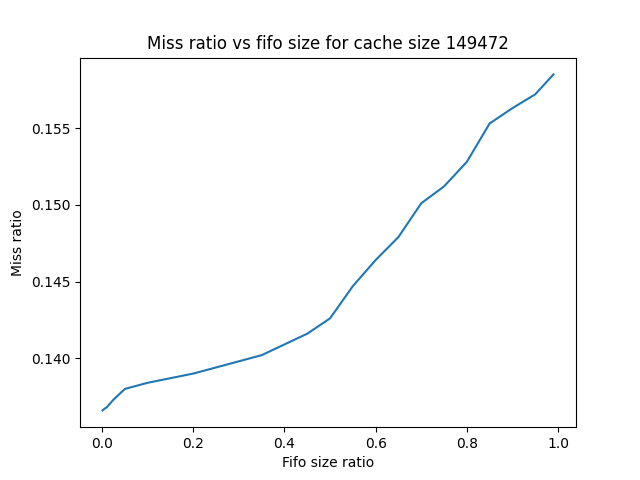 Miss ratio vs fifo size for cache size 149472
0.155
0.150
0.145
0.140
Miss ratio
0.0 0.2 0.4 0.6 0.8 1.0
Fifo size ratio